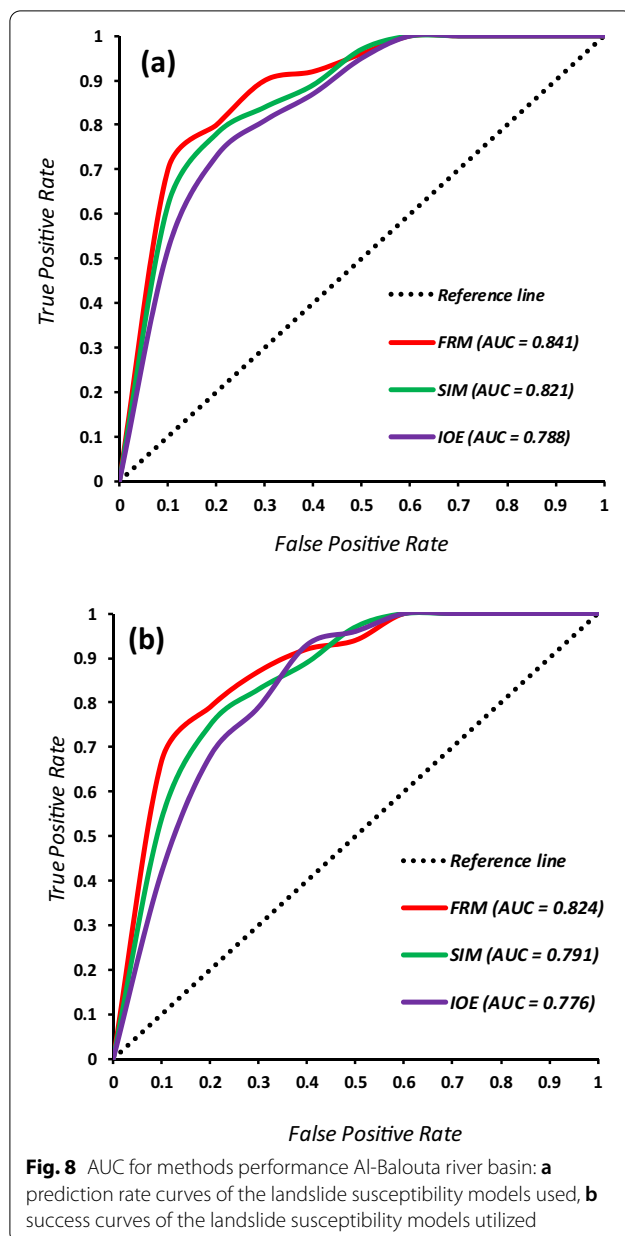 (a)
1
0.9
0.8
0.7
0.6
0.5
0.4
0.3
0.2
0.1
0
True Positive Rate
Reference line
FRM (AUC = 0.841)
SIM (AUC = 0.821)
IOE (AUC = 0.788)
0 0.1 0.2 0.3 0.4 0.5 0.6 0.7 0.8 0.9 1
False Positive Rate
(b)
1
0.9
0.8
0.7
0.6
0.5
0.4
0.3
0.2
0.1
0
True Positive Rate
Reference line
FRM (AUC = 0.824)
SIM (AUC = 0.791)
IOE (AUC = 0.776)
0 0.1 0.2 0.3 0.4 0.5 0.6 0.7 0.8 0.9 1
False Positive Rate
Fig. 8 AUC for methods performance Al-Balouta river basin: a
prediction rate curves of the landslide susceptibility models used, b
success curves of the landslide susceptibility models utilized